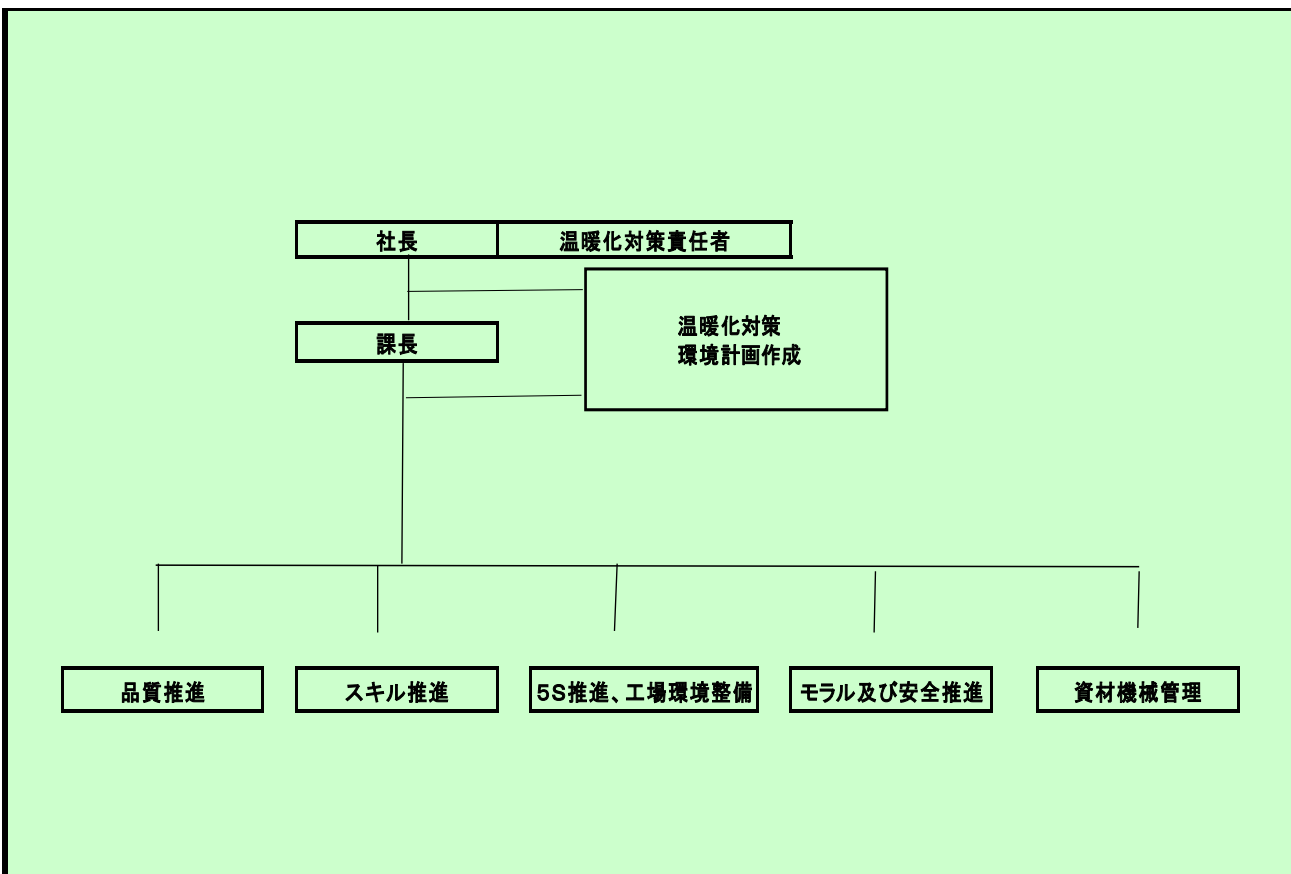 社長
温暖化対策責任者
温暖化対策
環境計画作成
課長
品質推進
スキル推進
5S推進、工場環境整備
モラル及び安全推進
資材機械管理